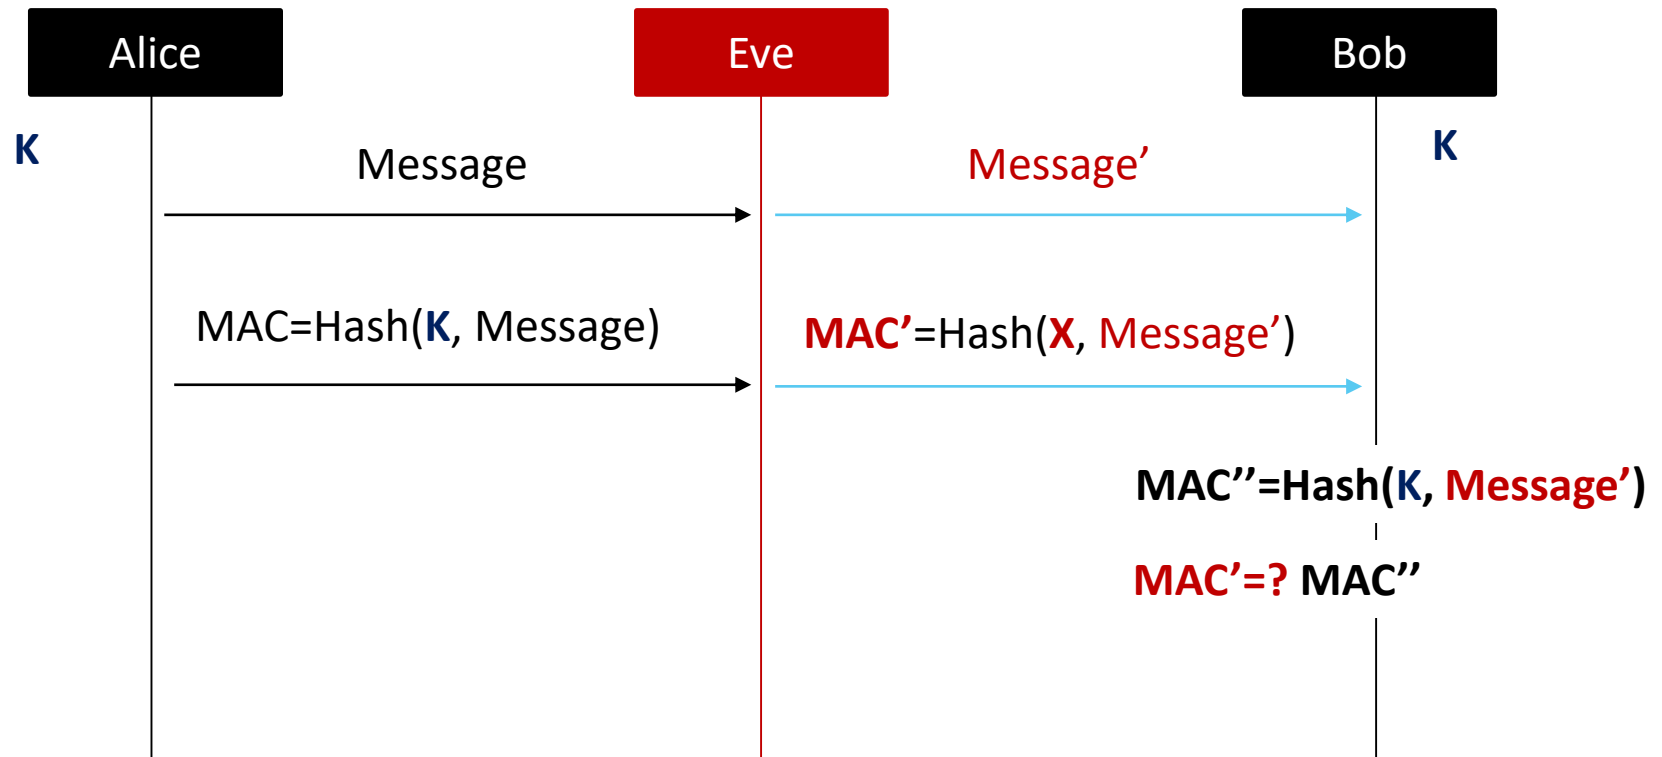 Alice
Eve
Bob
K
K
Message
Message’
MAC=Hash(K, Message)
MAC’=Hash(X, Message’)
MAC’’=Hash(K, Message’)
MAC’=? MAC’’